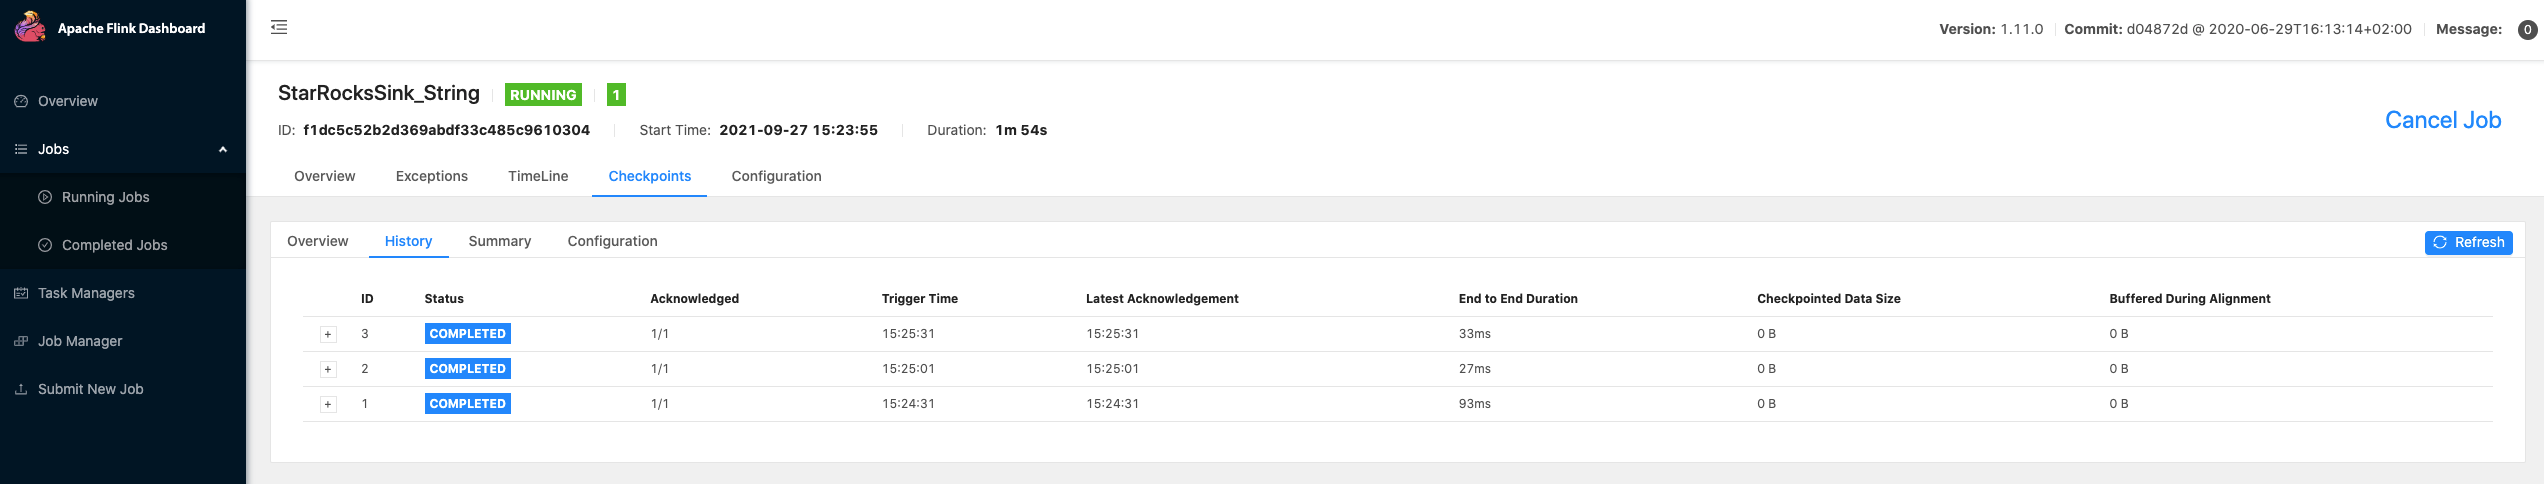 Apache Flink Dashboard
Version: 1.11.0 Commit: d04872d @ 2020-06-29T16:13:14+02:00 Message: 0
Overview
Jobs
Running Jobs
Completed Jobs
Task Managers
Job Manager
Submit New Job
StarRocksSink_String RUNNING 1
ID: f1dc5c52b2d369abdf33c485c9610304 Start Time: 2021-09-27 15:23:55 Duration: 1m 54s
Cancel Job
Overview Exceptions TimeLine Checkpoints Configuration
Overview History Summary Configuration Refresh
ID Status Acknowledged Trigger Time Latest Acknowledgement End to End Duration Checkpointed Data Size Buffered During Alignment
+ 3 COMPLETED 1/1 15:25:31 15:25:31 33ms 0 B 0 B
+ 2 COMPLETED 1/1 15:25:01 15:25:01 27ms 0 B 0 B
+ 1 COMPLETED 1/1 15:24:31 15:24:31 93ms 0 B 0 B